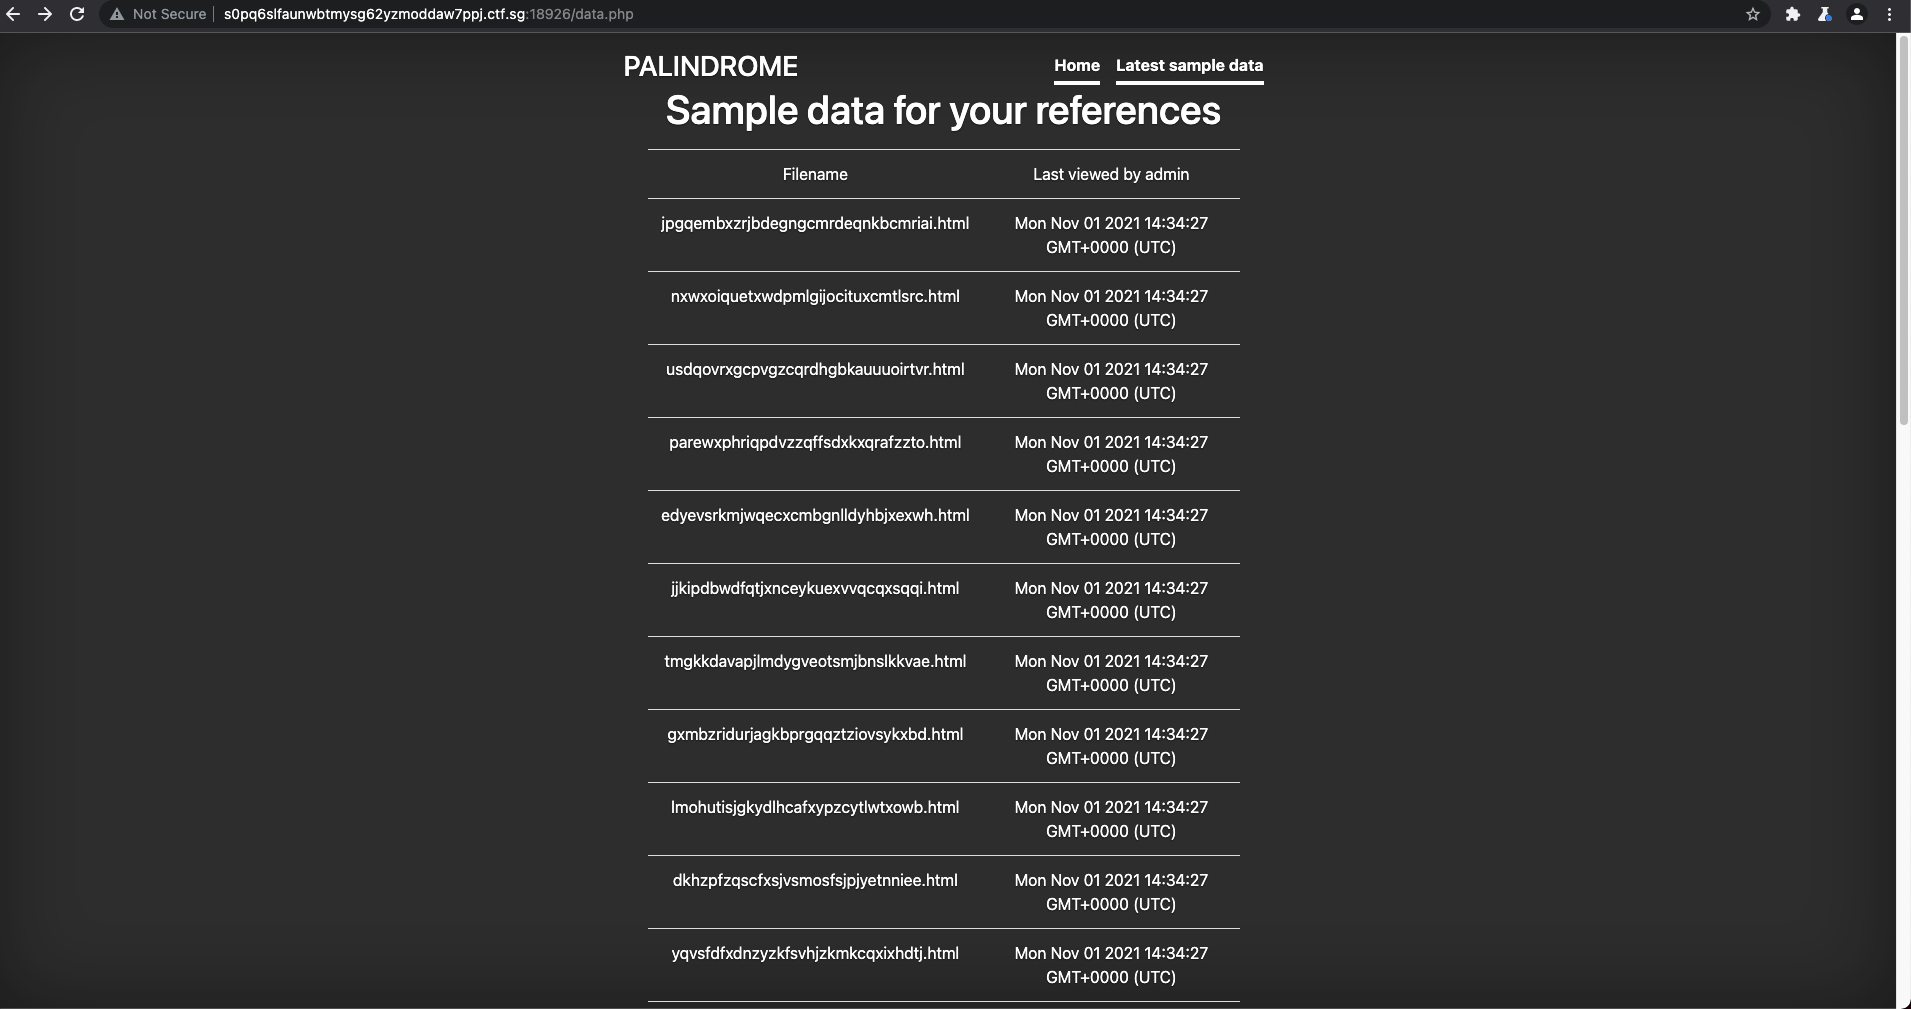 Not Secure s0pq6slfaunwbtmysg62yzmoddaw7ppj.ctf.sg:18926/data.php
PALINDROME Home Latest sample data
Sample data for your references
Filename Last viewed by admin
jpgqembxzrjbdegngcmrdeqnkbcmriai.html Mon Nov 01 2021 14:34:27
GMT+0000 (UTC)
nxwxoiquetxwdpmlgijocituxcmtlsrc.html Mon Nov 01 2021 14:34:27
GMT+0000 (UTC)
usdqovrxgcpvgzcqrdhgbkauuuoirtvr.html Mon Nov 01 2021 14:34:27
GMT+0000 (UTC)
parewxphriqpdvzzqffsdxkxqrafzzto.html Mon Nov 01 2021 14:34:27
GMT+0000 (UTC)
edyevsrkmjwqecxcmbgnlldyhbjxexwh.html Mon Nov 01 2021 14:34:27
GMT+0000 (UTC)
jjkipdbwdfqtjxnceykuexvvqcqxsqqi.html Mon Nov 01 2021 14:34:27
GMT+0000 (UTC)
tmgkkdavapjlmdygveotsmjbnslkkvae.html Mon Nov 01 2021 14:34:27
GMT+0000 (UTC)
gxmbzridurjagkbprgqqztziovsykxbd.html Mon Nov 01 2021 14:34:27
GMT+0000 (UTC)
lmohutisjgkydlhcafxypzcytlwtxowb.html Mon Nov 01 2021 14:34:27
GMT+0000 (UTC)
dkhzpfzqscfxsjvsmosfsjpjyetnniee.html Mon Nov 01 2021 14:34:27
GMT+0000 (UTC)
yqvsfdfxdnzyzkfsvhjzkmkcqxixhdtj.html Mon Nov 01 2021 14:34:27
GMT+0000 (UTC)